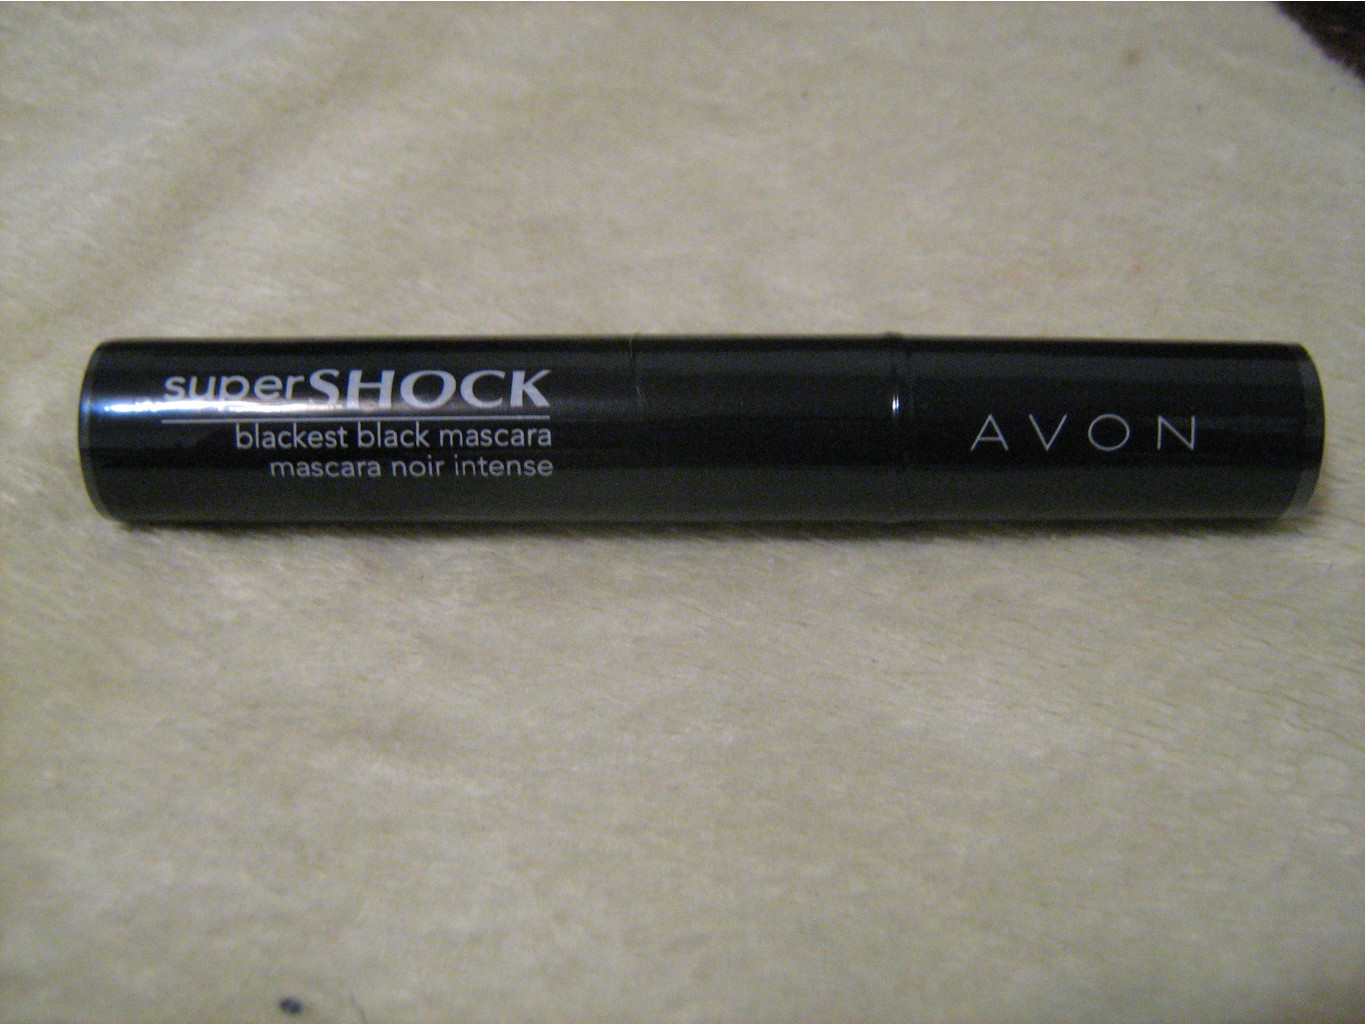 superSHOCK
blackest black mascara
mascara noir intense
AVON